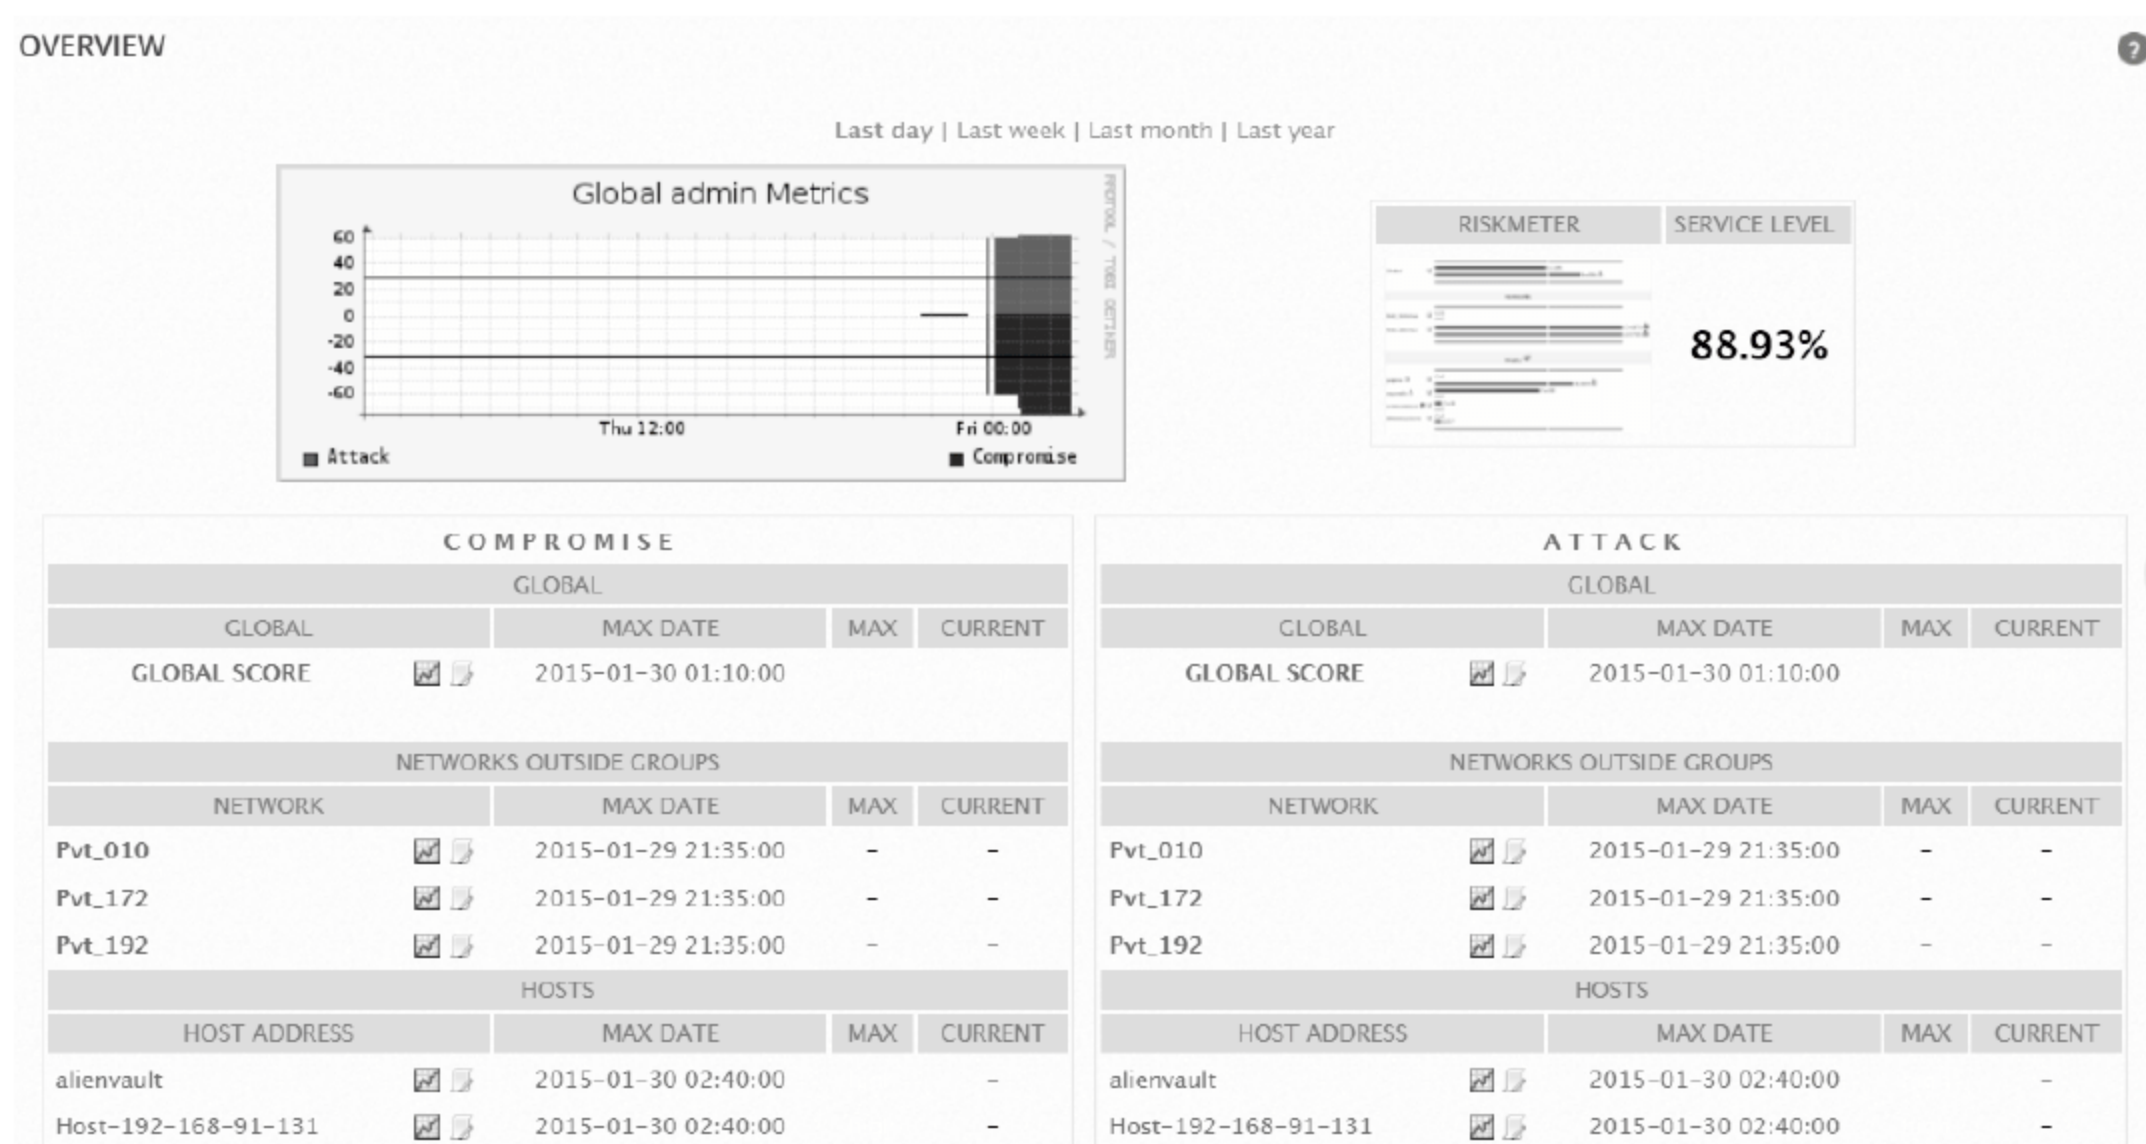 OVERVIEW
?
Last day | Last week | Last month | Last year
Global admin Metrics
PROTOOL / TOBI OETIKER
60
40
20
0
-20
-40
-60
Thu 12:00 Fri 00:00
Attack Compromise
RISKMETER SERVICE LEVEL
88.93%
COMPROMISE
GLOBAL
GLOBAL MAX DATE MAX CURRENT
GLOBAL SCORE 2015-01-30 01:10:00
NETWORKS OUTSIDE GROUPS
NETWORK MAX DATE MAX CURRENT
Pvt_010 2015-01-29 21:35:00 - -
Pvt_172 2015-01-29 21:35:00 - -
Pvt_192 2015-01-29 21:35:00 - -
HOSTS
HOST ADDRESS MAX DATE MAX CURRENT
alienvault 2015-01-30 02:40:00 -
Host-192-168-91-131 2015-01-30 02:40:00 -
ATTACK
GLOBAL
GLOBAL MAX DATE MAX CURRENT
GLOBAL SCORE 2015-01-30 01:10:00
NETWORKS OUTSIDE GROUPS
NETWORK MAX DATE MAX CURRENT
Pvt_010 2015-01-29 21:35:00 - -
Pvt_172 2015-01-29 21:35:00 - -
Pvt_192 2015-01-29 21:35:00 - -
HOSTS
HOST ADDRESS MAX DATE MAX CURRENT
alienvault 2015-01-30 02:40:00 -
Host-192-168-91-131 2015-01-30 02:40:00 -